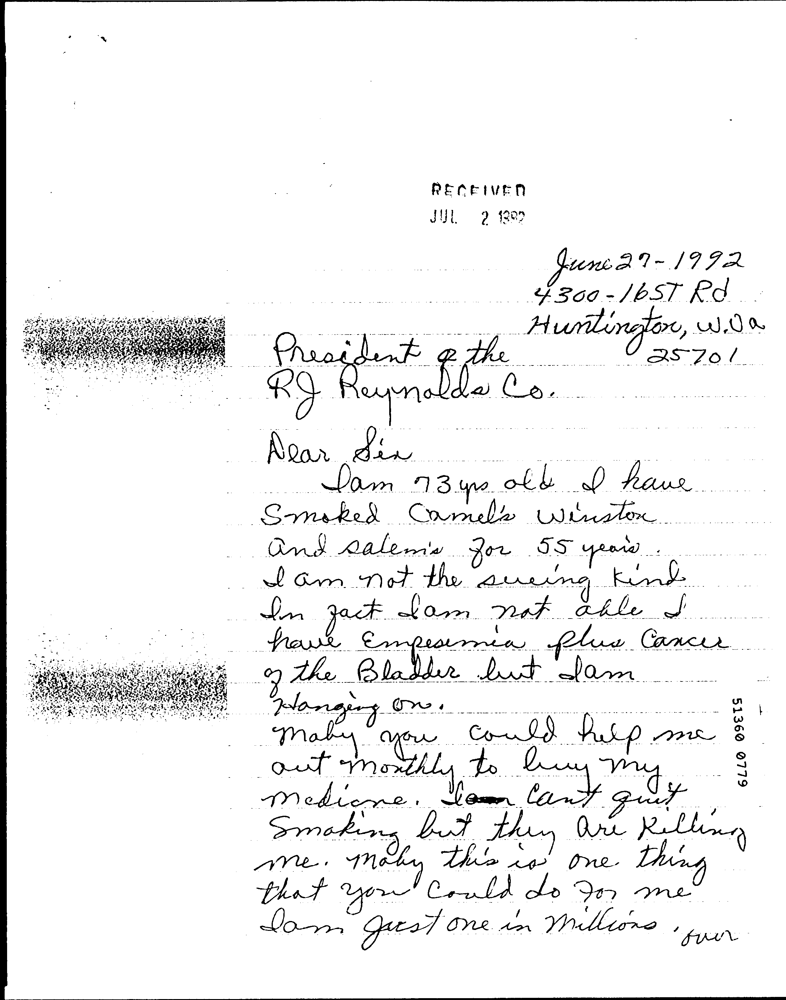 RECEIVED
JUL 2 1992
June 27-1992
4300-16ST Rd
Huntington, W.Va
25701
President of the
RJ Reynolds Co.
Dear Sir
I am 73 yrs old I have
Smoked Camel's Winston
and salem's for 55 years.
I am not the sueing kind
In fact I am not able I
have Empesemia plus Cancer
of the Bladder but I am
Hanging on.
Maby you could help me
out monthly to buy my
medicne. I Cant quit
Smoking but they are Killing
me. Maby this is one thing
that you could do for me
I am just one in Millions.
over
51360 0779